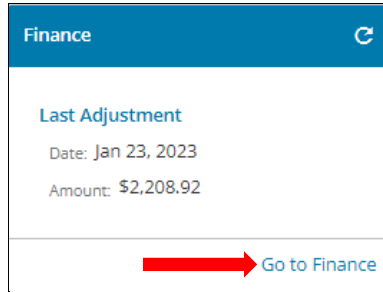 Finance
Last Adjustment
Date: Jan 23, 2023
Amount: $2,208.92
Go to Finance